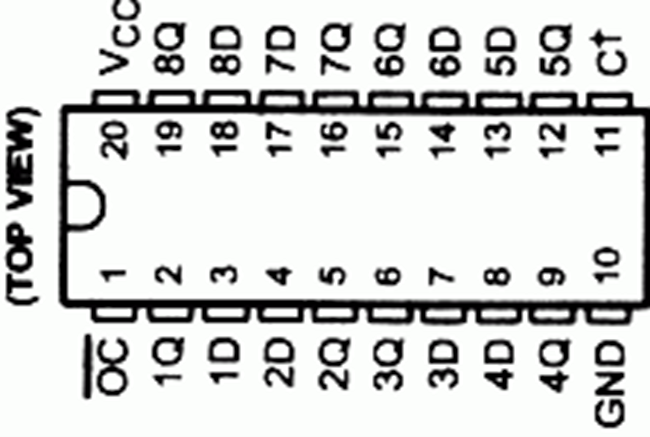 (TOP VIEW)
VCC 8Q 8D 7D 7Q 6Q 6D 5D 5Q C†
20 19 18 17 16 15 14 13 12 11
1 2 3 4 5 6 7 8 9 10
O̅C̅ 1Q 1D 2D 2Q 3Q 3D 4D 4Q GND